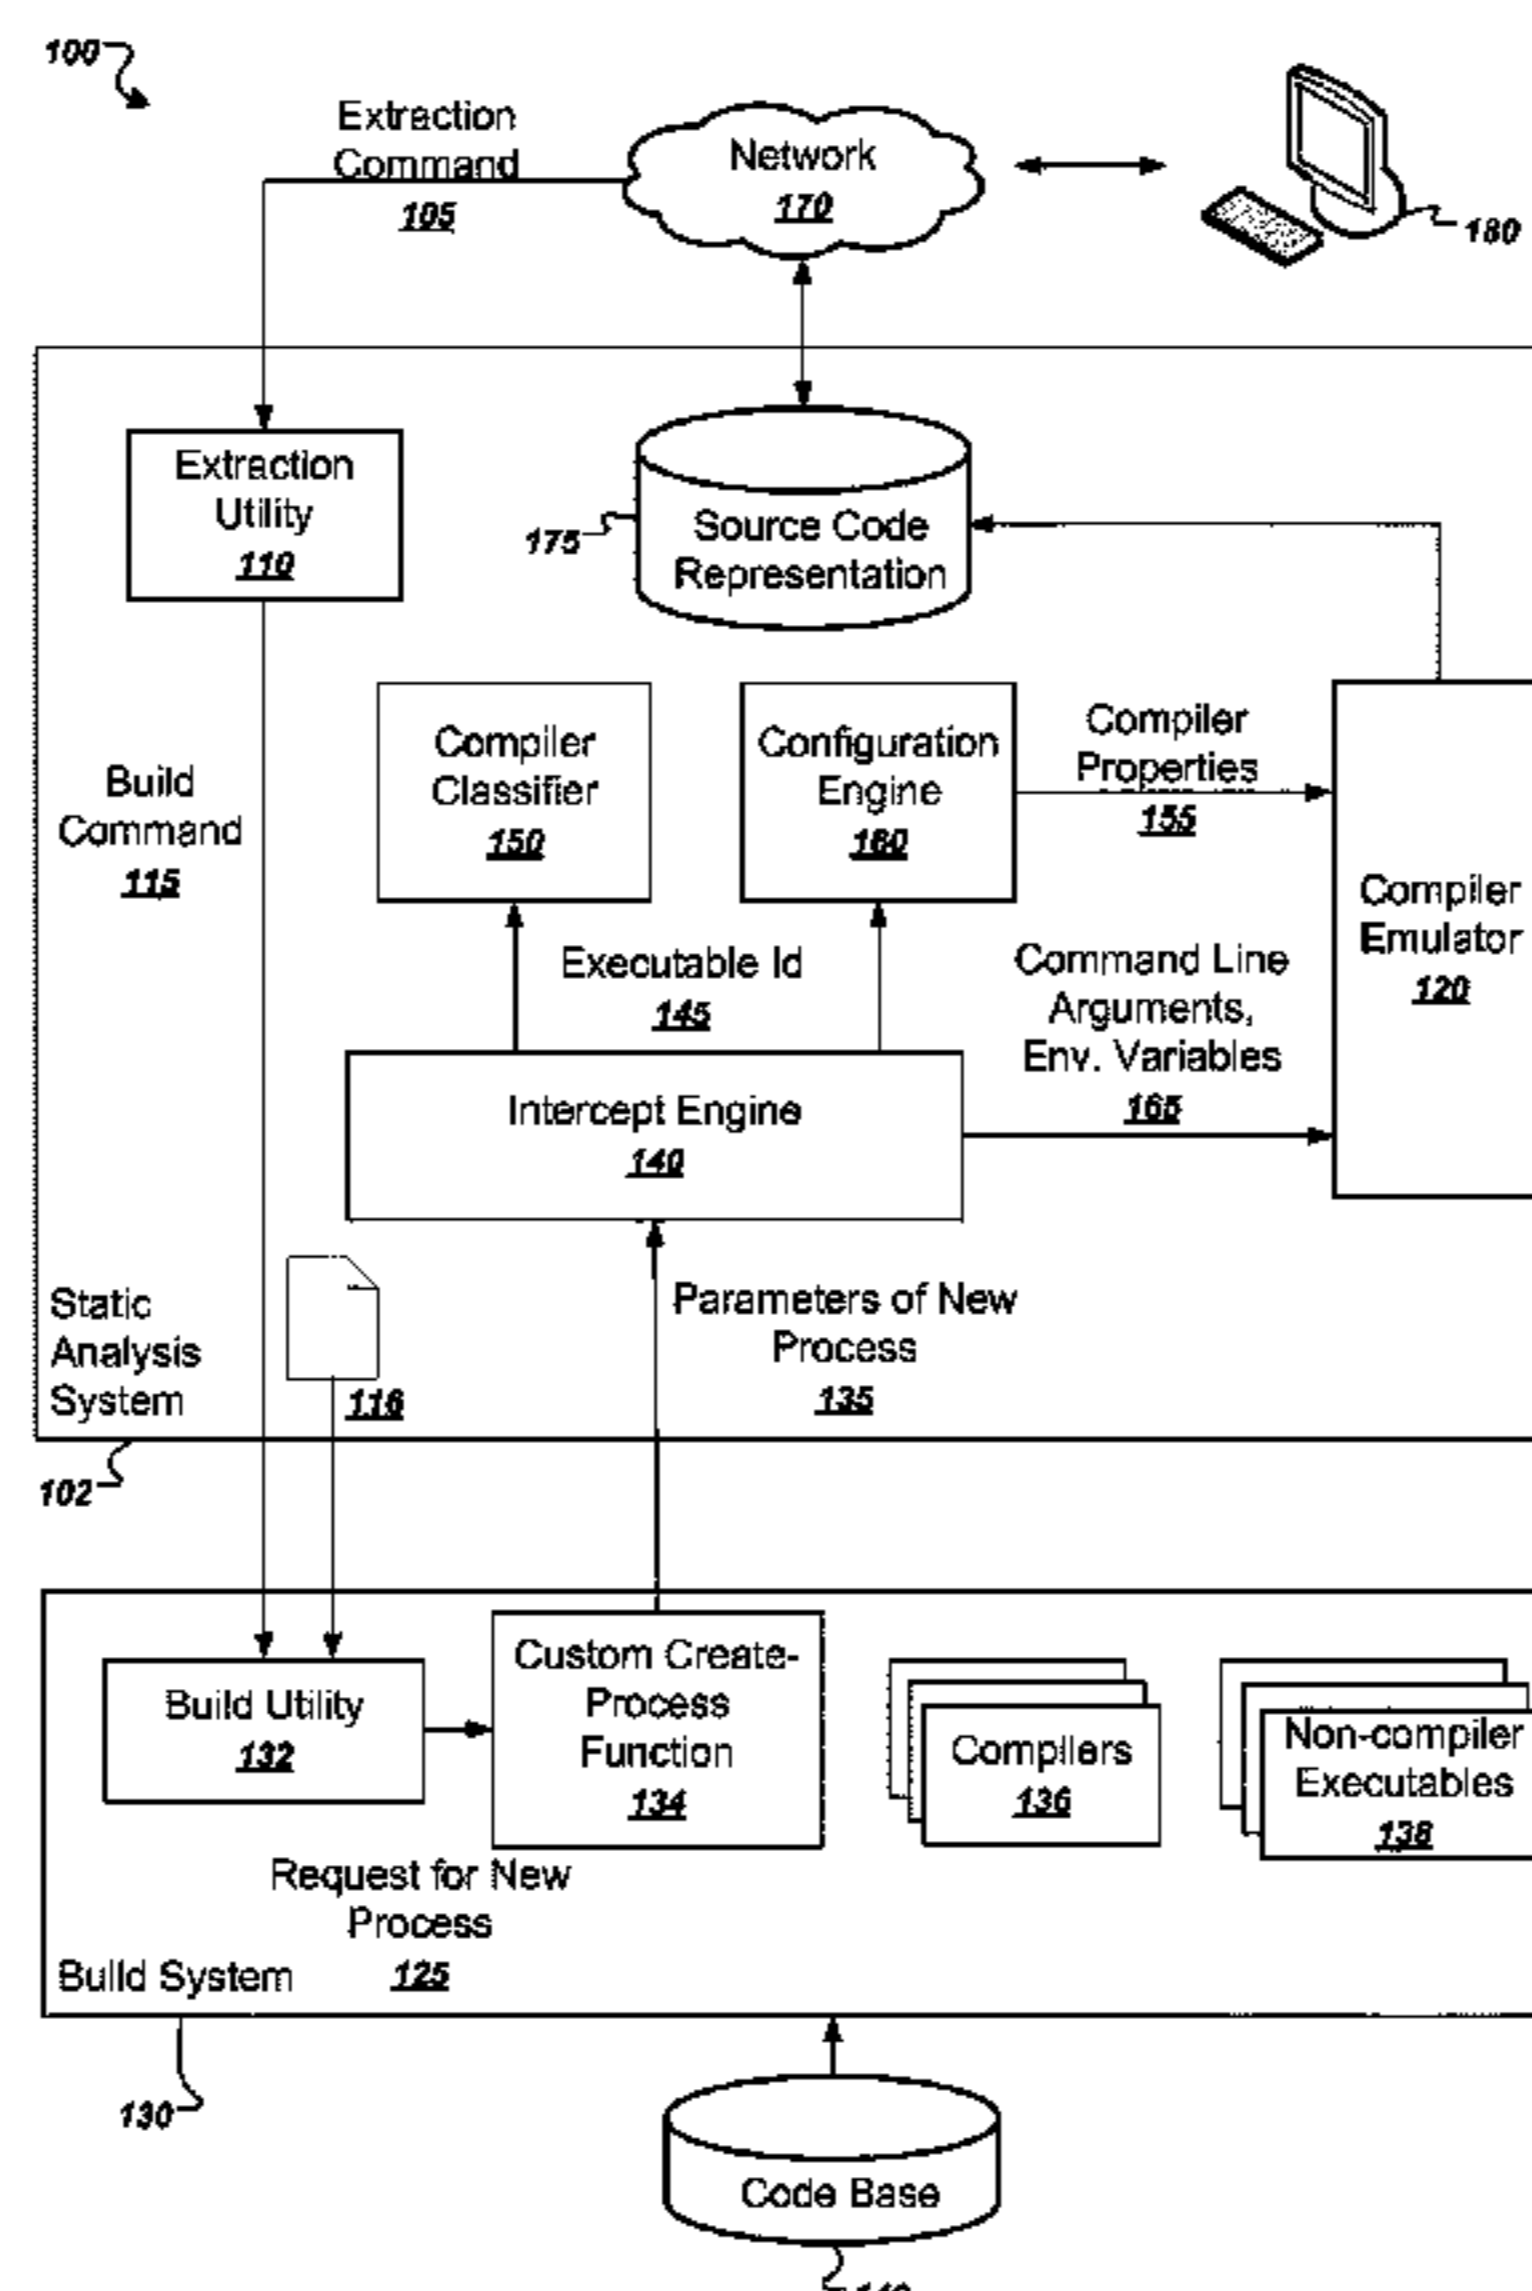 100
Extraction
Command
105
Network
170
180
Extraction
Utility
110
175
Source Code
Representation
Compiler
Classifier
150
Configuration
Engine
160
Compiler
Properties
155
Build
Command
115
Compiler
Emulator
120
Executable Id
145
Command Line
Arguments,
Env. Variables
165
Intercept Engine
140
Static
Analysis
System
116
Parameters of New
Process
135
102
Build Utility
132
Custom Create-
Process
Function
134
Compilers
136
Non-compiler
Executables
138
Request for New
Process
125
Build System
130
Code Base